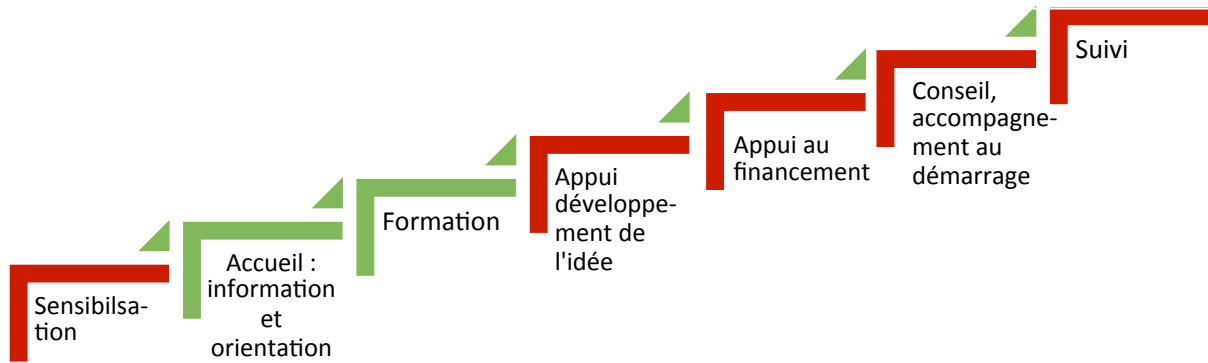 Sensibilsa-
tion
Accueil :
information
et
orientation
Formation
Appui
développe-
ment de
l'idée
Appui au
financement
Conseil,
accompagne-
ment au
démarrage
Suivi